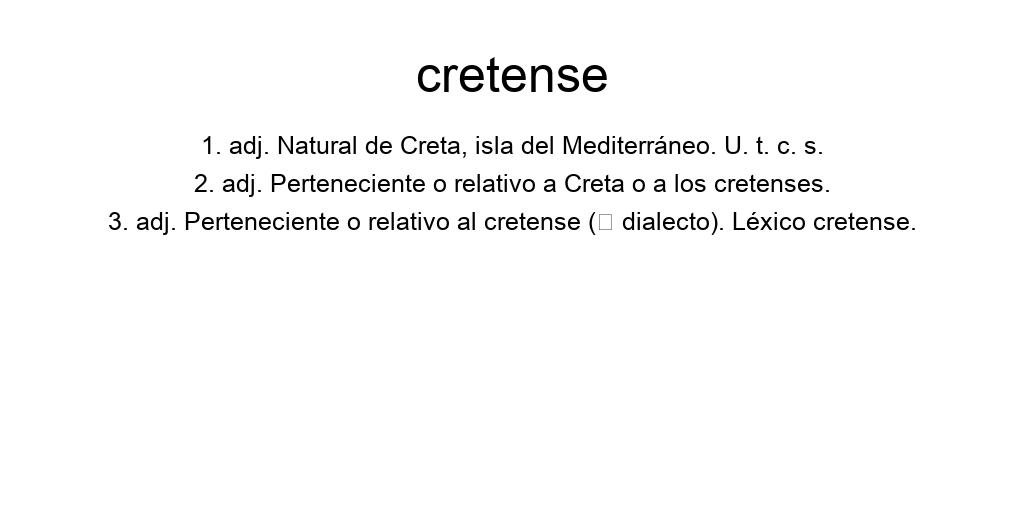 cretense
1. adj. Natural de Creta, isla del Mediterráneo. U. t. c. s.
2. adj. Perteneciente o relativo a Creta o a los cretenses.
3. adj. Perteneciente o relativo al cretense (□ dialecto). Léxico cretense.